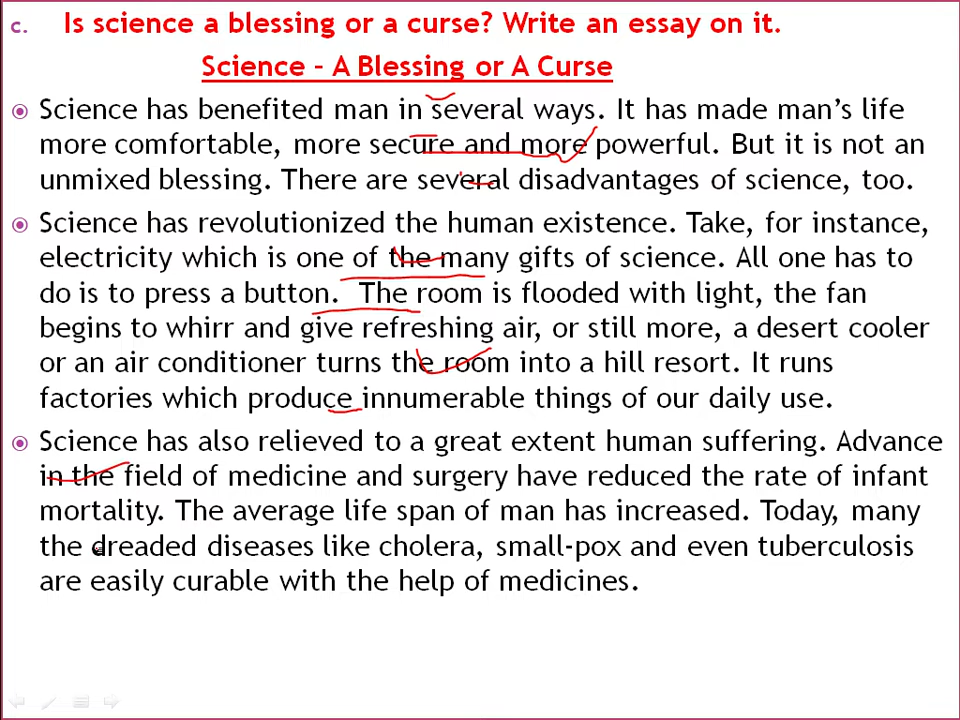 c. Is science a blessing or a curse? Write an essay on it.
Science – A Blessing or A Curse
Science has benefited man in several ways. It has made man’s life
more comfortable, more secure and more powerful. But it is not an
unmixed blessing. There are several disadvantages of science, too.
Science has revolutionized the human existence. Take, for instance,
electricity which is one of the many gifts of science. All one has to
do is to press a button. The room is flooded with light, the fan
begins to whirr and give refreshing air, or still more, a desert cooler
or an air conditioner turns the room into a hill resort. It runs
factories which produce innumerable things of our daily use.
Science has also relieved to a great extent human suffering. Advance
in the field of medicine and surgery have reduced the rate of infant
mortality. The average life span of man has increased. Today, many
the dreaded diseases like cholera, small-pox and even tuberculosis
are easily curable with the help of medicines.